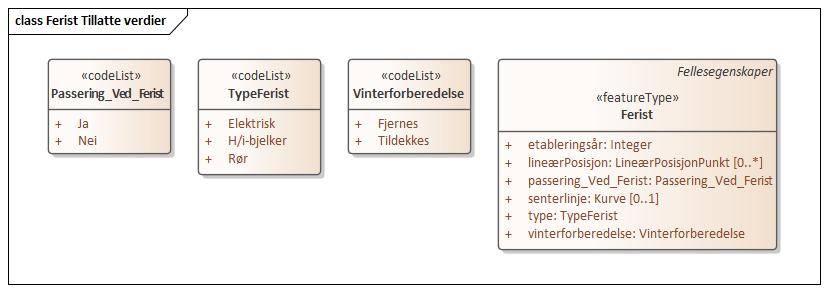 class Ferist Tillatte verdier
«codeList»
Passering_Ved_Ferist
+ Ja
+ Nei
«codeList»
TypeFerist
+ Elektrisk
+ H/i-bjelker
+ Rør
«codeList»
Vinterforberedelse
+ Fjernes
+ Tildekkes
Fellesegenskaper
«featureType»
Ferist
+ etableringsår: Integer
+ lineærPosisjon: LineærPosisjonPunkt [0..*]
+ passering_Ved_Ferist: Passering_Ved_Ferist
+ senterlinje: Kurve [0..1]
+ type: TypeFerist
+ vinterforberedelse: Vinterforberedelse